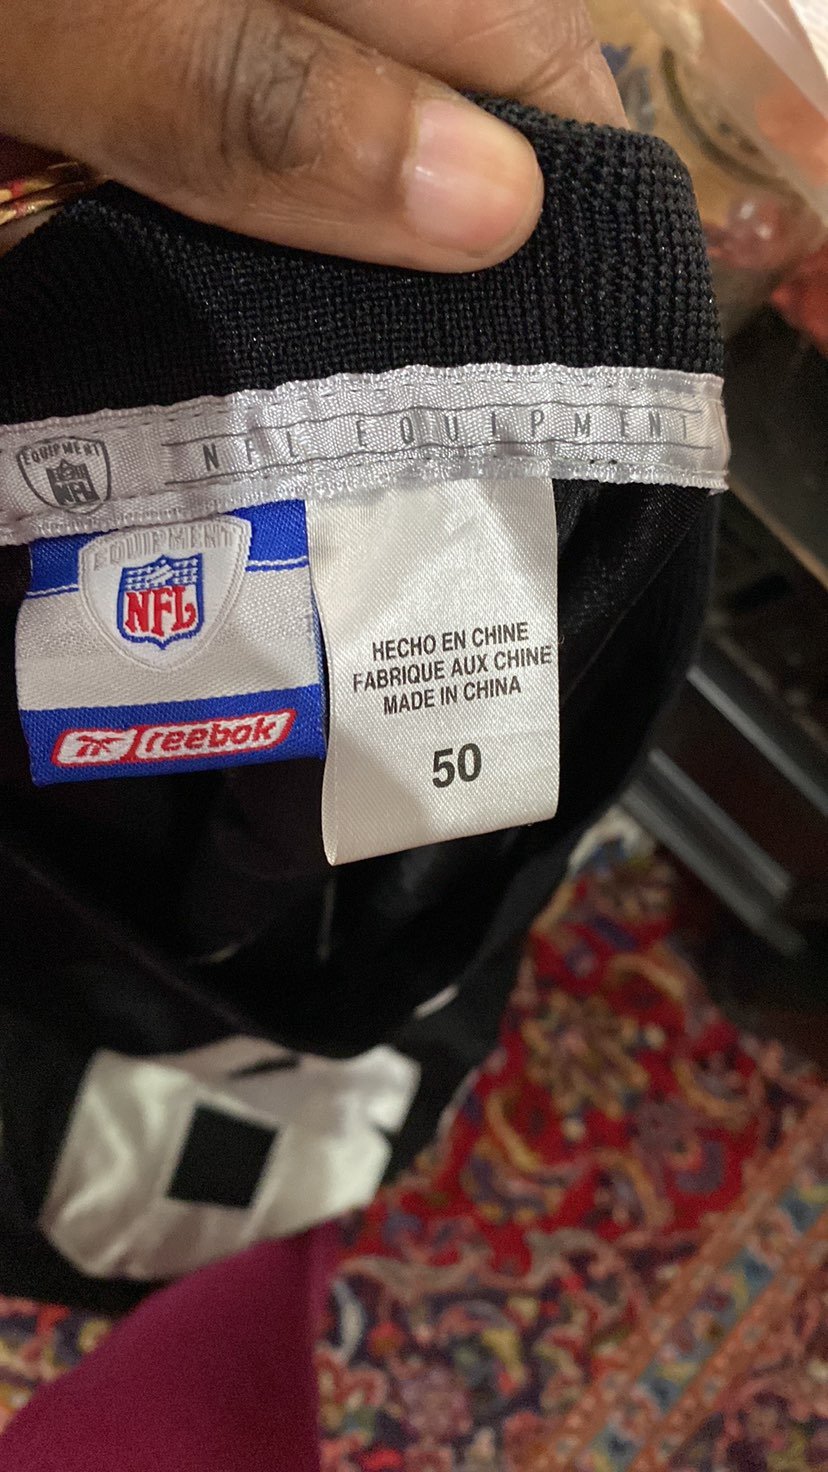 EQUIPMENT
NFL
NFL EQUIPMENT
EQUIPMENT
NFL
Reebok
HECHO EN CHINE
FABRIQUE AUX CHINE
MADE IN CHINA
50